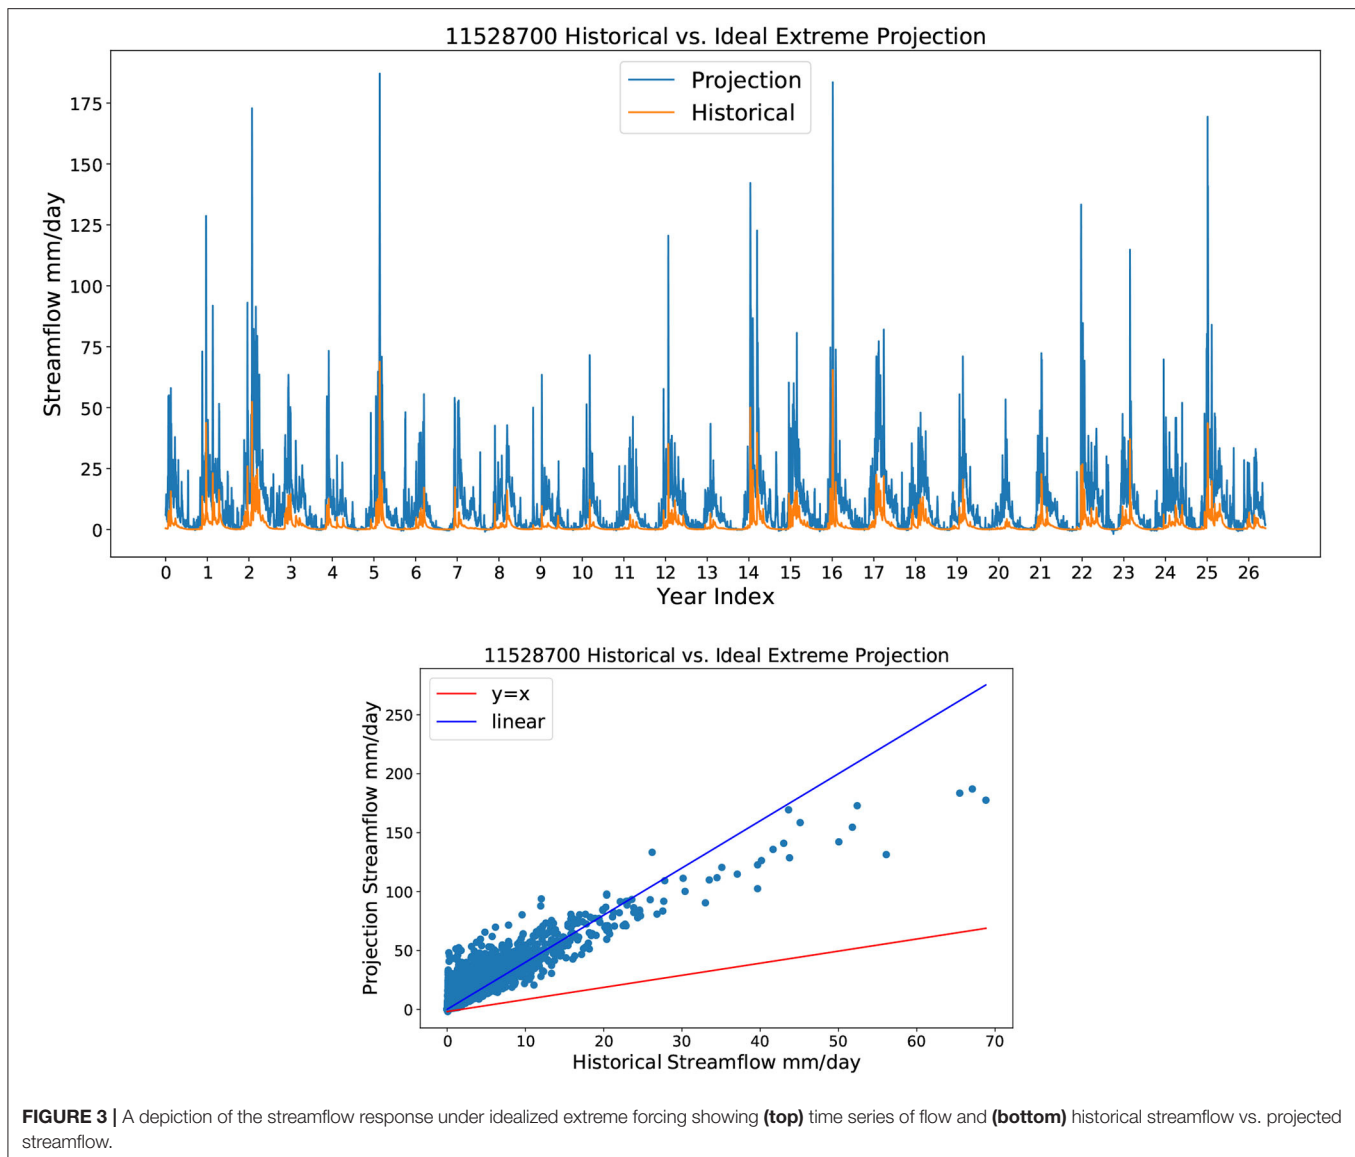 11528700 Historical vs. Ideal Extreme Projection
Projection
Historical
Streamflow mm/day
175
150
125
100
75
50
25
0
0 1 2 3 4 5 6 7 8 9 10 11 12 13 14 15 16 17 18 19 20 21 22 23 24 25 26
Year Index
11528700 Historical vs. Ideal Extreme Projection
y=x
linear
Projection Streamflow mm/day
250
200
150
100
50
0
0 10 20 30 40 50 60 70
Historical Streamflow mm/day
FIGURE 3 | A depiction of the streamflow response under idealized extreme forcing showing (top) time series of flow and (bottom) historical streamflow vs. projected
streamflow.